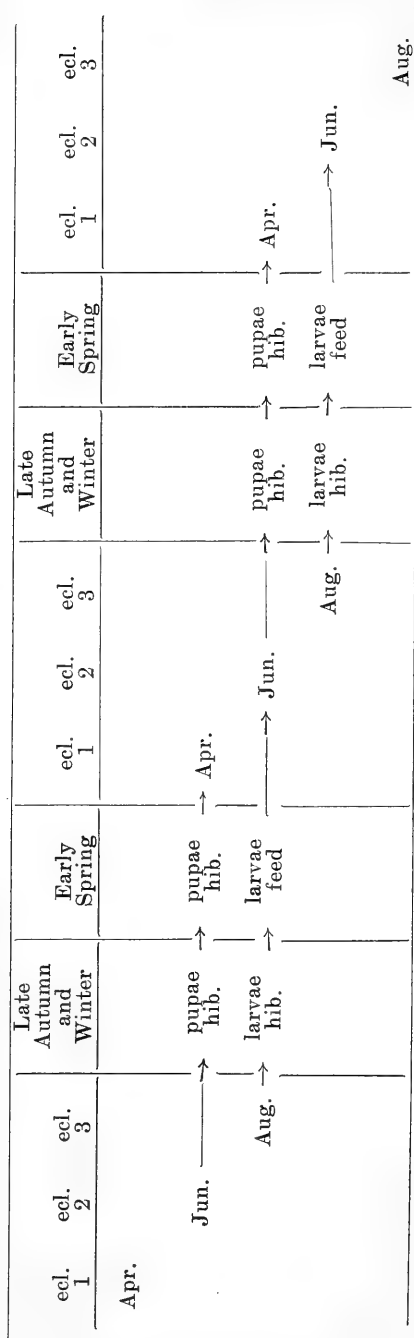 ecl. 1 ecl. 2 ecl. 3 Late Autumn and Winter Early Spring ecl. 1 ecl. 2 ecl. 3 Late Autumn and Winter Early Spring ecl. 1 ecl. 2 ecl. 3
Apr.
Jun. → pupae hib. → pupae hib. → Apr.
Aug. → larvae hib. → larvae feed → Jun. → pupae hib. → pupae hib. → Apr.
Aug. → larvae hib. → larvae feed → Jun.
Aug.